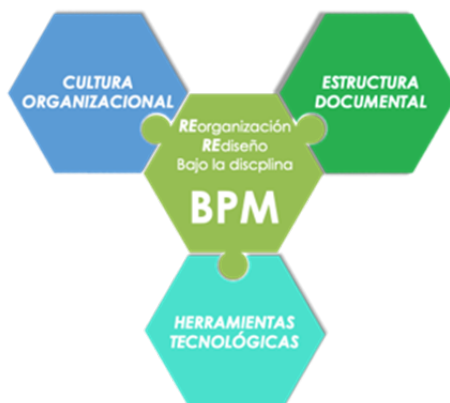 CULTURA
ORGANIZACIONAL
ESTRUCTURA
DOCUMENTAL
REorganización
REdiseño
Bajo la discplina
BPM
HERRAMIENTAS
TECNOLÓGICAS